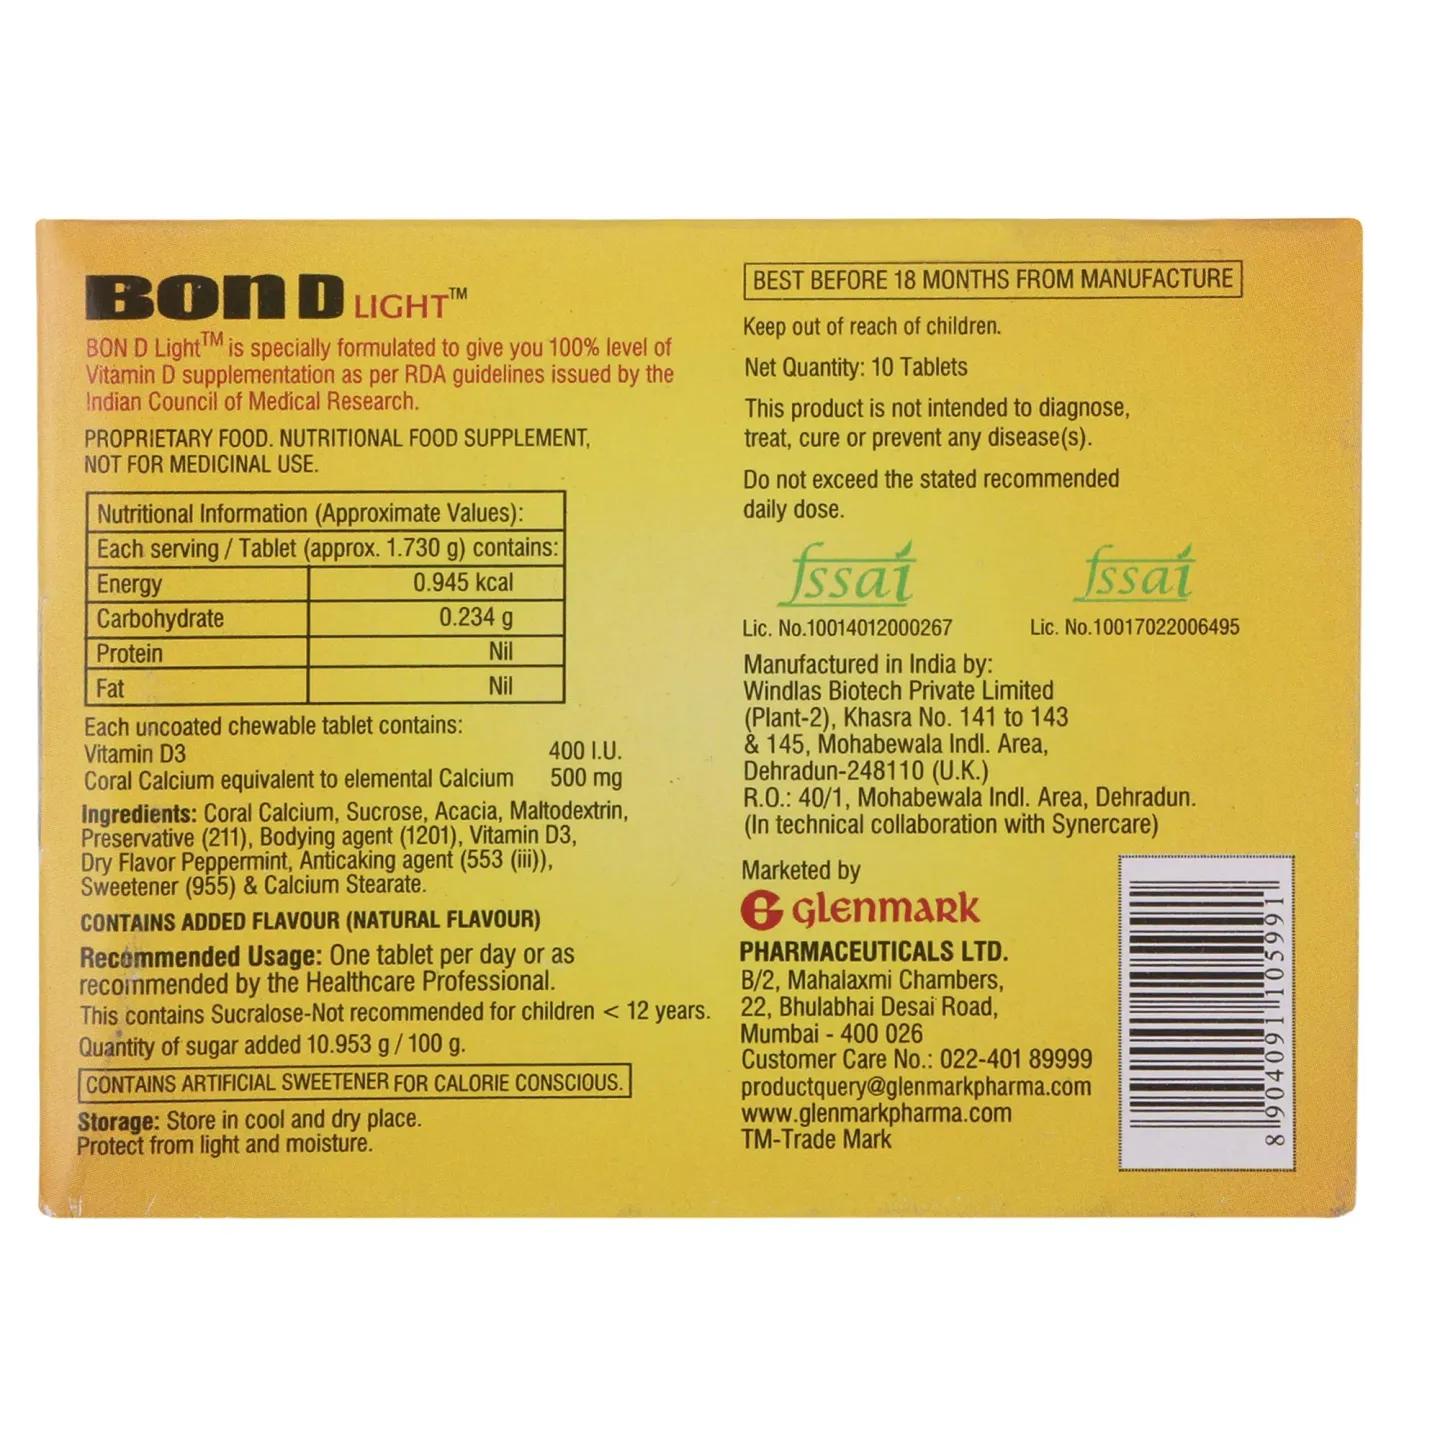 BON D LIGHT™
BON D Light™ is specially formulated to give you 100% level of
Vitamin D supplementation as per RDA guidelines issued by the
Indian Council of Medical Research.
PROPRIETARY FOOD. NUTRITIONAL FOOD SUPPLEMENT,
NOT FOR MEDICINAL USE.
Nutritional Information (Approximate Values):
Each serving / Tablet (approx. 1.730 g) contains:
Energy 0.945 kcal
Carbohydrate 0.234 g
Protein Nil
Fat Nil
Each uncoated chewable tablet contains:
Vitamin D3 400 I.U.
Coral Calcium equivalent to elemental Calcium 500 mg
Ingredients: Coral Calcium, Sucrose, Acacia, Maltodextrin,
Preservative (211), Bodying agent (1201), Vitamin D3,
Dry Flavor Peppermint, Anticaking agent (553 (iii)),
Sweetener (955) & Calcium Stearate.
CONTAINS ADDED FLAVOUR (NATURAL FLAVOUR)
Recommended Usage: One tablet per day or as
recommended by the Healthcare Professional.
This contains Sucralose-Not recommended for children < 12 years.
Quantity of sugar added 10.953 g / 100 g.
CONTAINS ARTIFICIAL SWEETENER FOR CALORIE CONSCIOUS.
Storage: Store in cool and dry place.
Protect from light and moisture.
BEST BEFORE 18 MONTHS FROM MANUFACTURE
Keep out of reach of children.
Net Quantity: 10 Tablets
This product is not intended to diagnose,
treat, cure or prevent any disease(s).
Do not exceed the stated recommended
daily dose.
fssai fssai
Lic. No.10014012000267 Lic. No.10017022006495
Manufactured in India by:
Windlas Biotech Private Limited
(Plant-2), Khasra No. 141 to 143
& 145, Mohabewala Indl. Area,
Dehradun-248110 (U.K.)
R.O.: 40/1, Mohabewala Indl. Area, Dehradun.
(In technical collaboration with Synercare)
Marketed by
glenmark
PHARMACEUTICALS LTD.
B/2, Mahalaxmi Chambers,
22, Bhulabhai Desai Road,
Mumbai - 400 026
Customer Care No.: 022-401 89999
productquery@glenmarkpharma.com
www.glenmarkpharma.com
TM-Trade Mark
8 904091 105991